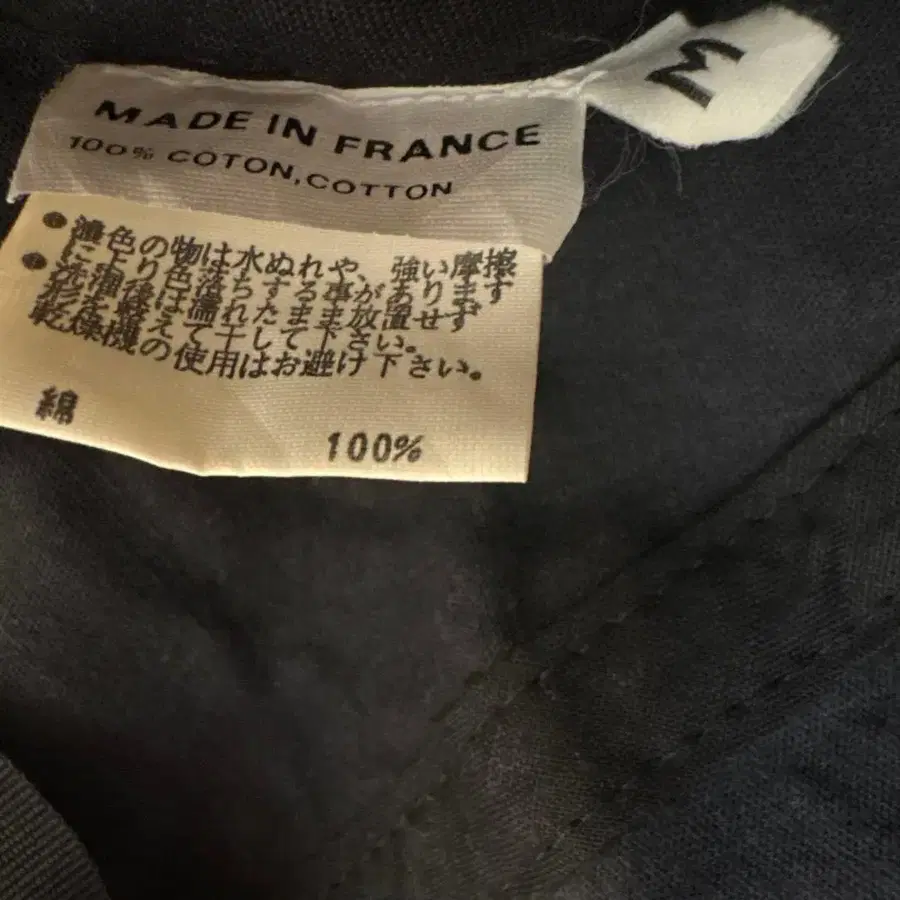 M
MADE IN FRANCE
100% COTON,COTTON
● 濃色の物は水ぬれや、強い摩擦
により色落ちする事があります
● 洗濯後は濡れたまま放置せず
形を整えて干して下さい。
乾燥機の使用はお避け下さい。
綿
100%